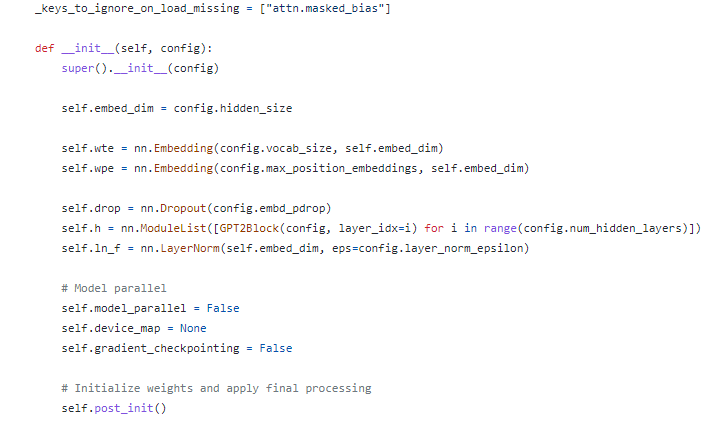 _keys_to_ignore_on_load_missing = ["attn.masked_bias"]
def __init__(self, config):
super().__init__(config)
self.embed_dim = config.hidden_size
self.wte = nn.Embedding(config.vocab_size, self.embed_dim)
self.wpe = nn.Embedding(config.max_position_embeddings, self.embed_dim)
self.drop = nn.Dropout(config.embd_pdrop)
self.h = nn.ModuleList([GPT2Block(config, layer_idx=i) for i in range(config.num_hidden_layers)])
self.ln_f = nn.LayerNorm(self.embed_dim, eps=config.layer_norm_epsilon)
# Model parallel
self.model_parallel = False
self.device_map = None
self.gradient_checkpointing = False
# Initialize weights and apply final processing
self.post_init()